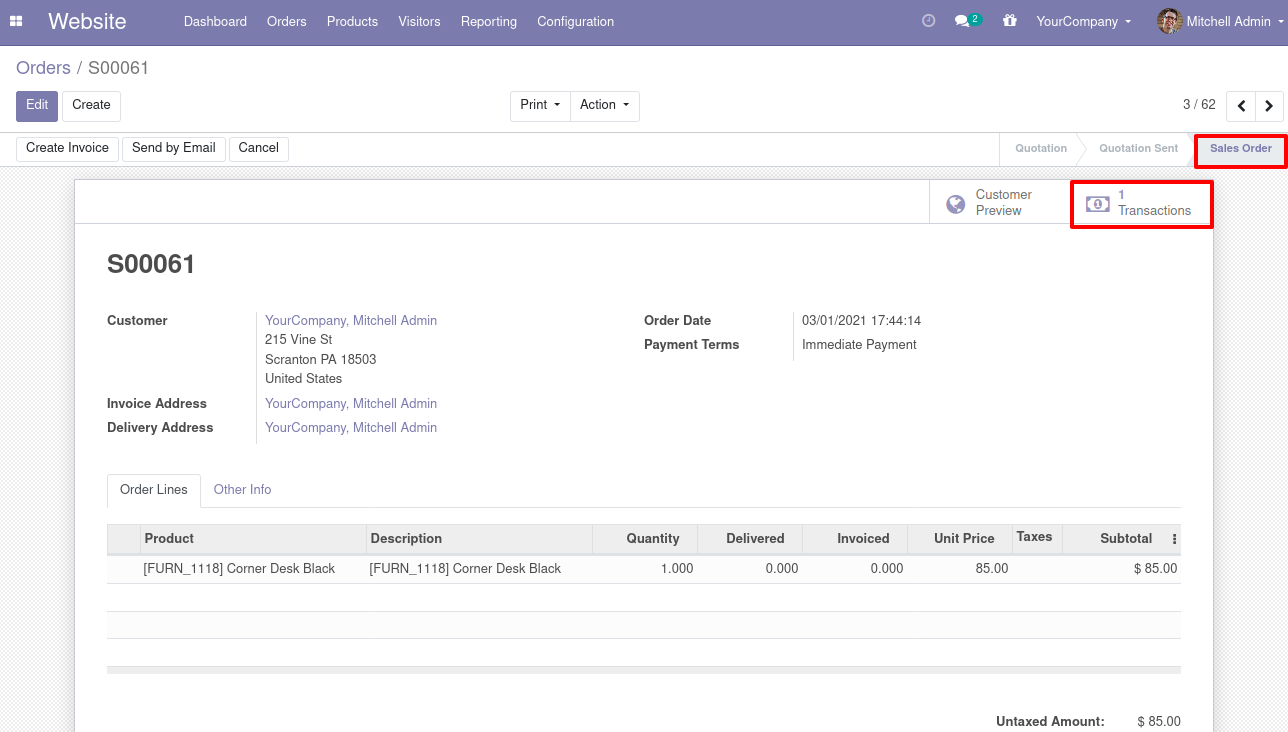 Website Dashboard Orders Products Visitors Reporting Configuration 2 YourCompany Mitchell Admin
Orders / S00061
Edit Create Print Action 3 / 62
Create Invoice Send by Email Cancel Quotation Quotation Sent Sales Order
Customer Preview
1 Transactions
S00061
Customer YourCompany, Mitchell Admin
215 Vine St
Scranton PA 18503
United States
Invoice Address YourCompany, Mitchell Admin
Delivery Address YourCompany, Mitchell Admin
Order Date 03/01/2021 17:44:14
Payment Terms Immediate Payment
Order Lines Other Info
Product Description Quantity Delivered Invoiced Unit Price Taxes Subtotal
[FURN_1118] Corner Desk Black [FURN_1118] Corner Desk Black 1.000 0.000 0.000 85.00 $ 85.00
Untaxed Amount: $ 85.00